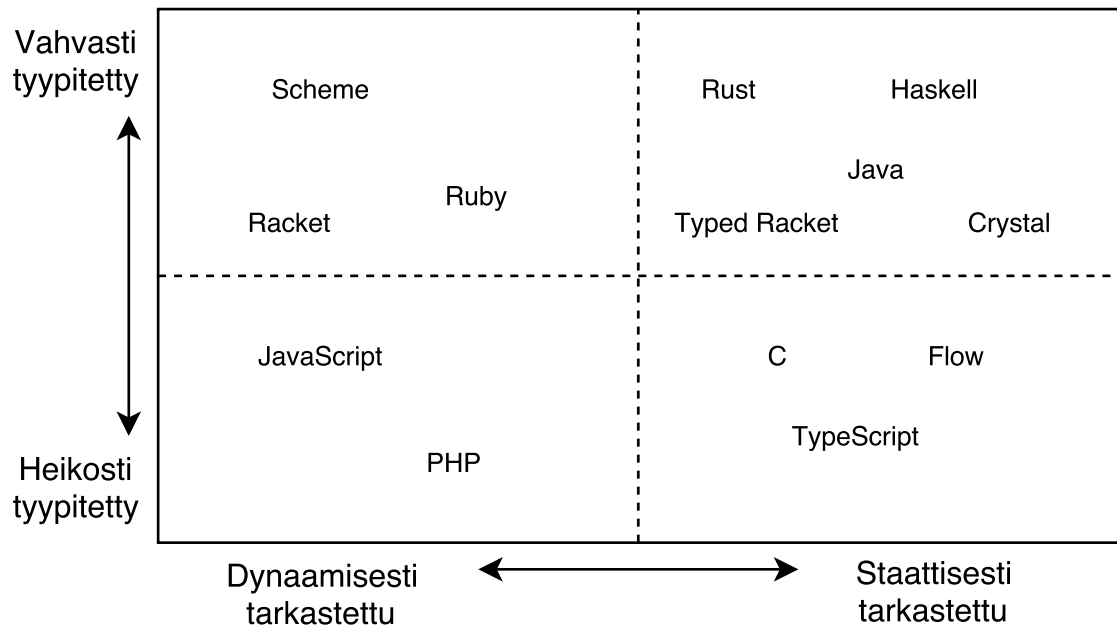 Vahvasti
tyypitetty
Scheme
Rust
Haskell
Java
Ruby
Racket
Typed Racket
Crystal
JavaScript
C
Flow
TypeScript
PHP
Heikosti
tyypitetty
Dynaamisesti
tarkastettu
Staattisesti
tarkastettu